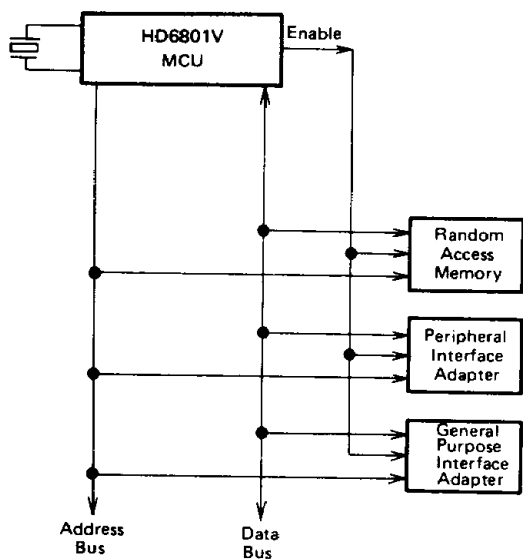 HD6801V
MCU
Enable
Random
Access
Memory
Peripheral
Interface
Adapter
General
Purpose
Interface
Adapter
Address
Bus
Data
Bus